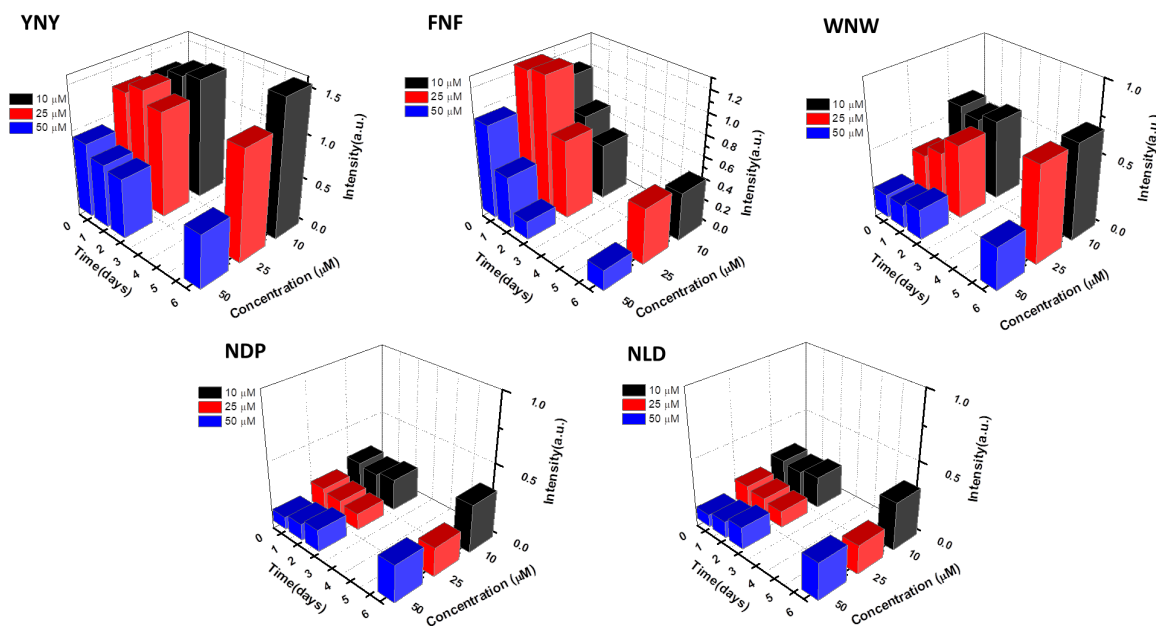 YNY
10 μM
25 μM
50 μM
0
1
2
3
4
5
6
Time(days)
50
25
10
Concentration (μM)
0.0
0.5
1.0
1.5
Intensity(a.u.)
FNF
10 μM
25 μM
50 μM
0
1
2
3
4
5
6
Time(days)
50
25
10
Concentration (μM)
0.0
0.2
0.4
0.6
0.8
1.0
1.2
Intensity(a.u.)
WNW
10 μM
25 μM
50 μM
0
1
2
3
4
5
6
Time(days)
50
25
10
Concentration (μM)
0.0
0.5
1.0
Intensity(a.u.)
NDP
10 μM
25 μM
50 μM
0
1
2
3
4
5
6
Time(days)
50
25
10
Concentration (μM)
0.0
0.5
1.0
Intensity(a.u.)
NLD
10 μM
25 μM
50 μM
0
1
2
3
4
5
6
Time(days)
50
25
10
Concentration (μM)
0.0
0.5
1.0
Intensity(a.u.)